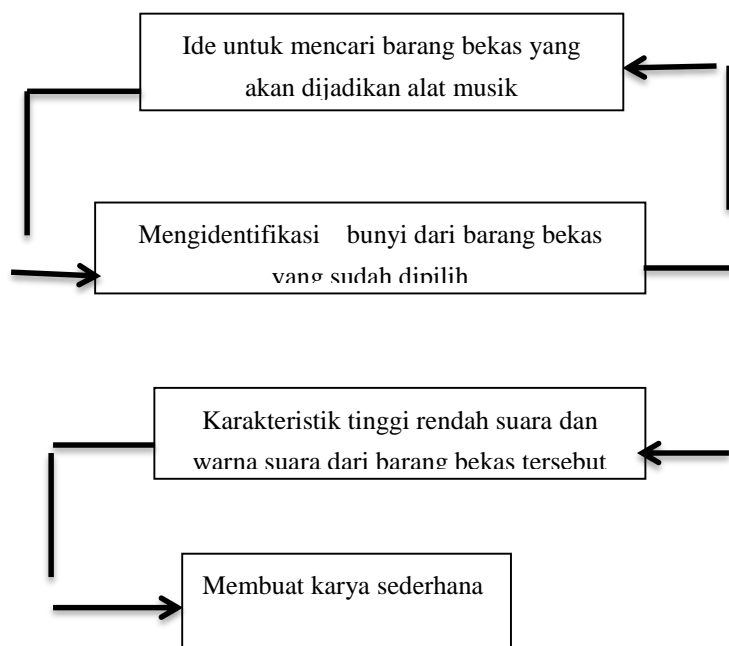 Ide untuk mencari barang bekas yang
akan dijadikan alat musik
Mengidentifikasi bunyi dari barang bekas
yang sudah dipilih
Karakteristik tinggi rendah suara dan
warna suara dari barang bekas tersebut
Membuat karya sederhana